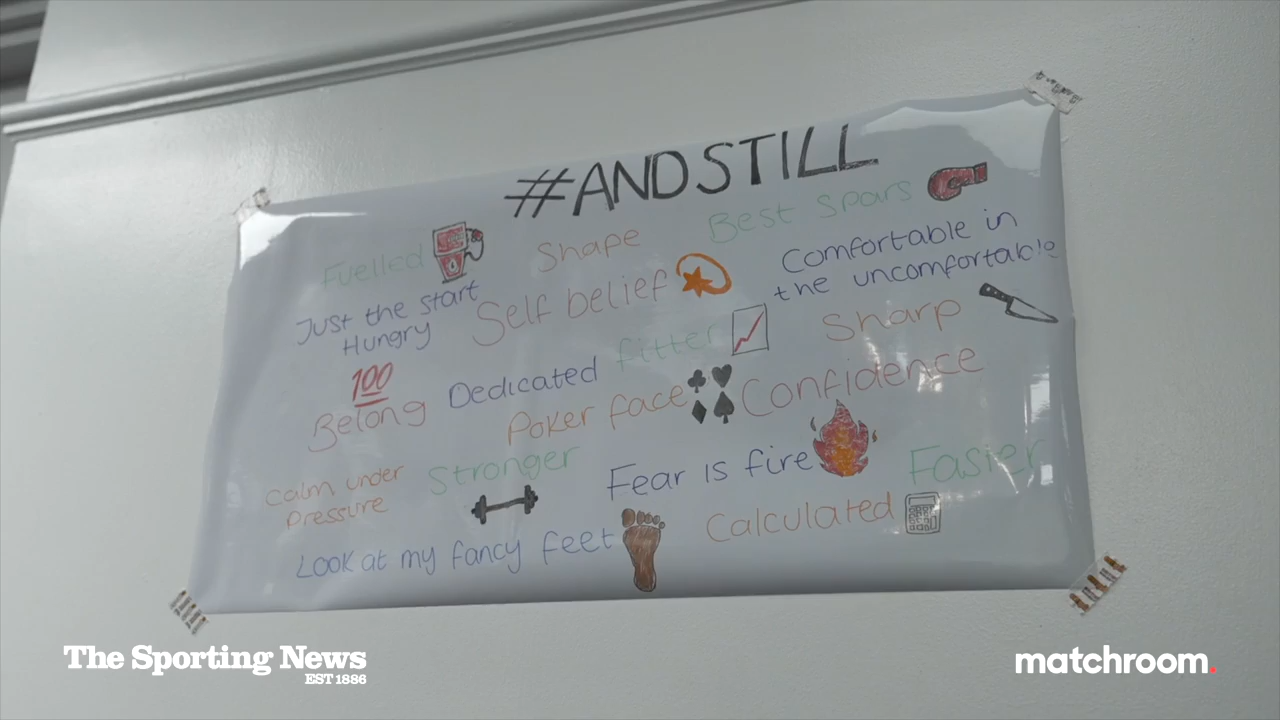 #ANDSTILL
Fuelled
Shape
Best spars
Just the start
Hungry
Self belief
Comfortable in
the uncomfortable
100
Belong
Dedicated
fitter
Sharp
Poker face
Confidence
Calm under
Pressure
Stronger
Fear is fire
Faster
Look at my fancy feet
Calculated
The Sporting News
EST 1886
matchroom.